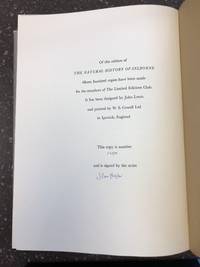 Of this edition of
THE NATURAL HISTORY OF SELBORNE
fifteen hundred copies have been made
for the members of The Limited Editions Club.
It has been designed by John Lewis
and printed by W. S. Cowell Ltd
in Ipswich, England
This copy is number
and is signed by the artist